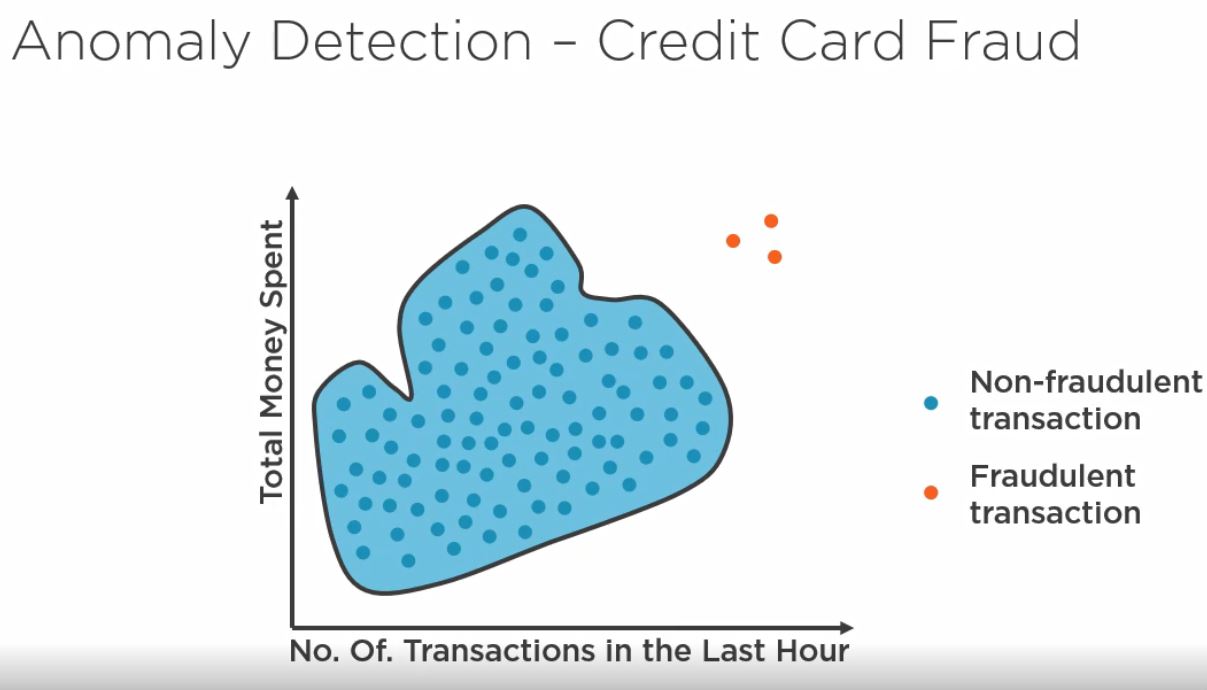 Anomaly Detection – Credit Card Fraud
Total Money Spent
No. Of. Transactions in the Last Hour
Non-fraudulent
transaction
Fraudulent
transaction